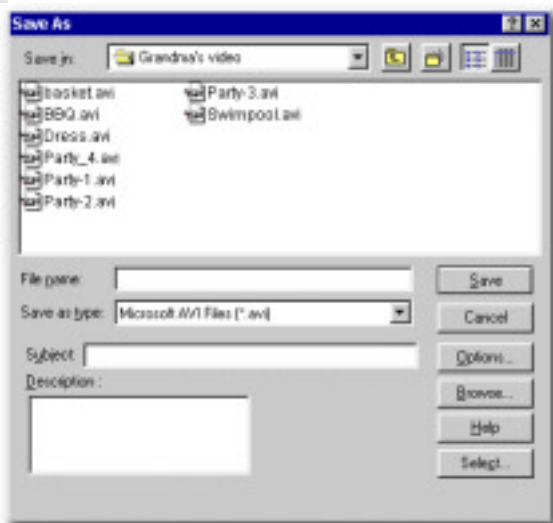 Save As
Save in: Grandma's video
basket.avi
BBQ.avi
Dress.avi
Party_4.avi
Party-1.avi
Party-2.avi
Party-3.avi
Swimpool.avi
File name:
Save
Save as type: Microsoft AVI Files (*.avi)
Cancel
Subject:
Options...
Description :
Browse...
Help
Select...